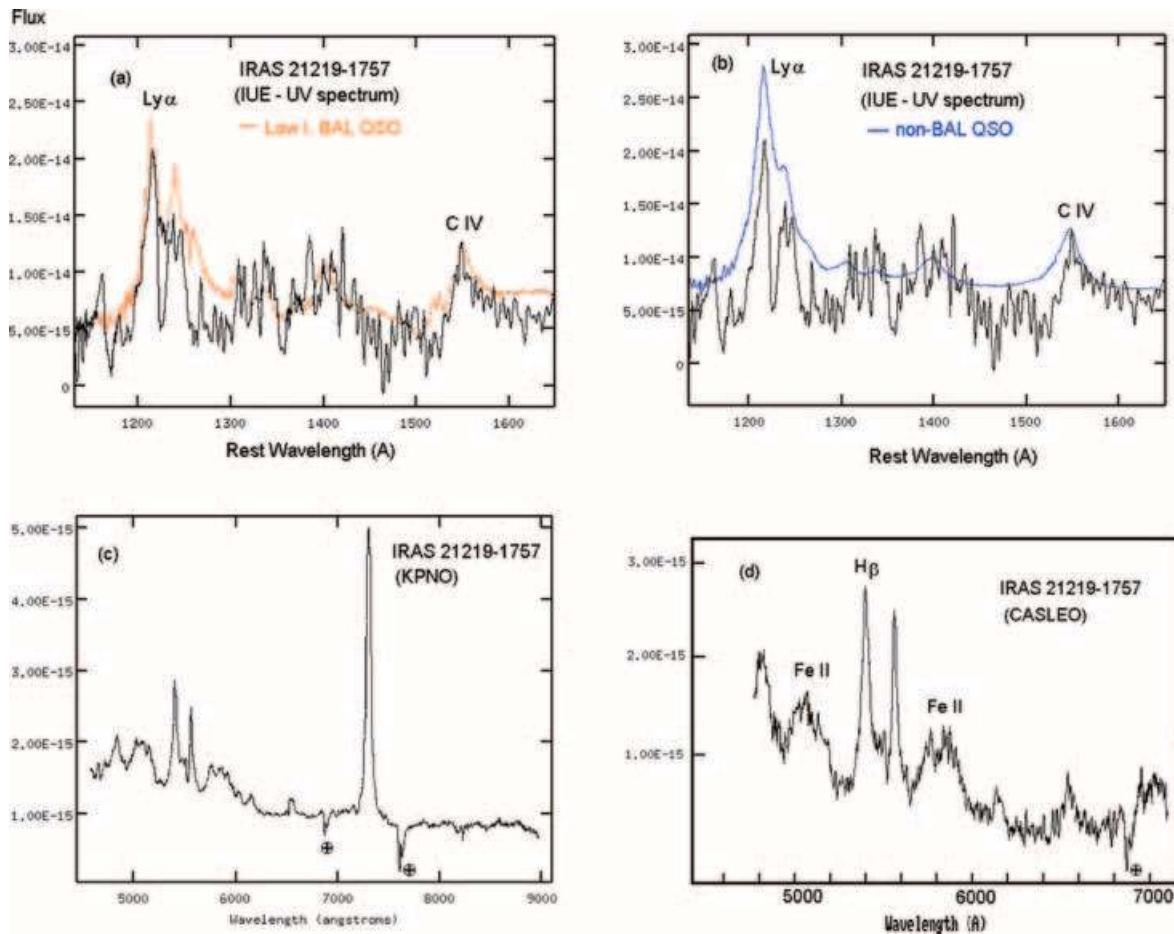 Flux
3.00E-14
2.50E-14
2.00E-14
1.50E-14
1.00E-14
5.00E-15
0
(a)
Ly α
IRAS 21219-1757
(IUE - UV spectrum)
Low I. BAL QSO
C IV
1200 1300 1400 1500 1600
Rest Wavelength (A)
3.00E-14
2.50E-14
2.00E-14
1.50E-14
1.00E-14
5.00E-15
0
(b)
Ly α
IRAS 21219-1757
(IUE - UV spectrum)
non-BAL QSO
C IV
1200 1300 1400 1500 1600
Rest Wavelength (A)
5.00E-15
4.00E-15
3.00E-15
2.00E-15
1.00E-15
(c)
IRAS 21219-1757
(KPNO)
5000 6000 7000 8000 9000
Wavelength (angstroms)
3.00E-15
2.00E-15
1.00E-15
(d)
Hβ
IRAS 21219-1757
(CASLEO)
Fe II
Fe II
5000 6000 7000
Wavelength (A)